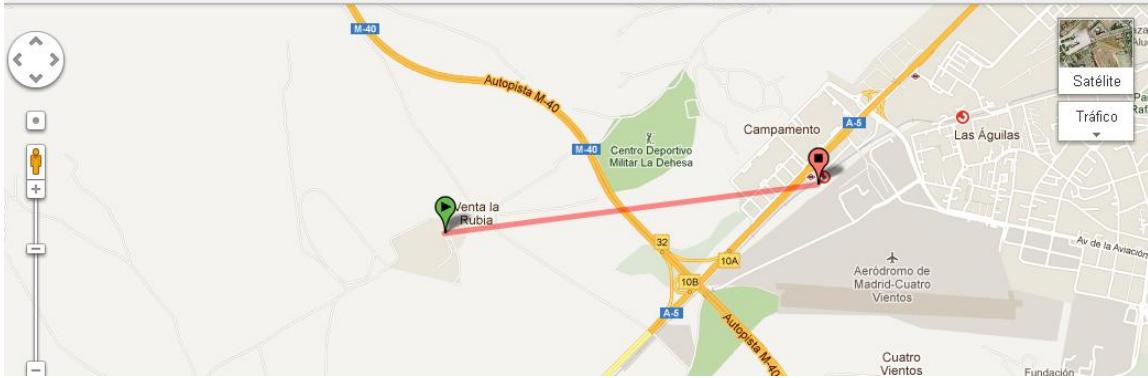 M-40
Autopista M-40
M-40
Campamento
A-5
Satélite
Tráfico
Las Águilas
Centro Deportivo
Militar La Dehesa
Venta la
Rubia
32
10A
10B
A-5
Autopista M-40
Aeródromo de
Madrid-Cuatro
Vientos
Av de la Aviación
Cuatro
Vientos
Fundación